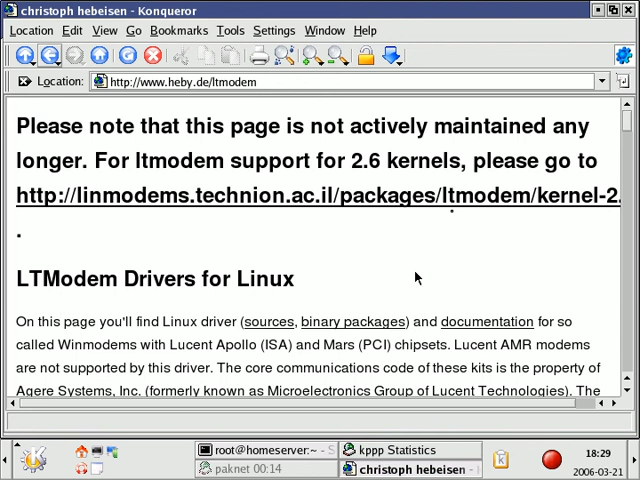 christoph hebeisen - Konqueror
Location Edit View Go Bookmarks Tools Settings Window Help
Location: http://www.heby.de/ltmodem
Please note that this page is not actively maintained any
longer. For ltmodem support for 2.6 kernels, please go to
http://linmodems.technion.ac.il/packages/ltmodem/kernel-2.
.
LTModem Drivers for Linux
On this page you'll find Linux driver (sources, binary packages) and documentation for so
called Winmodems with Lucent Apollo (ISA) and Mars (PCI) chipsets. Lucent AMR modems
are not supported by this driver. The core communications code of these kits is the property of
Agere Systems, Inc. (formerly known as Microelectronics Group of Lucent Technologies). The
root@homeserver:~ - S
kppp Statistics
18:29
paknet 00:14
christoph hebeisen -
2006-03-21